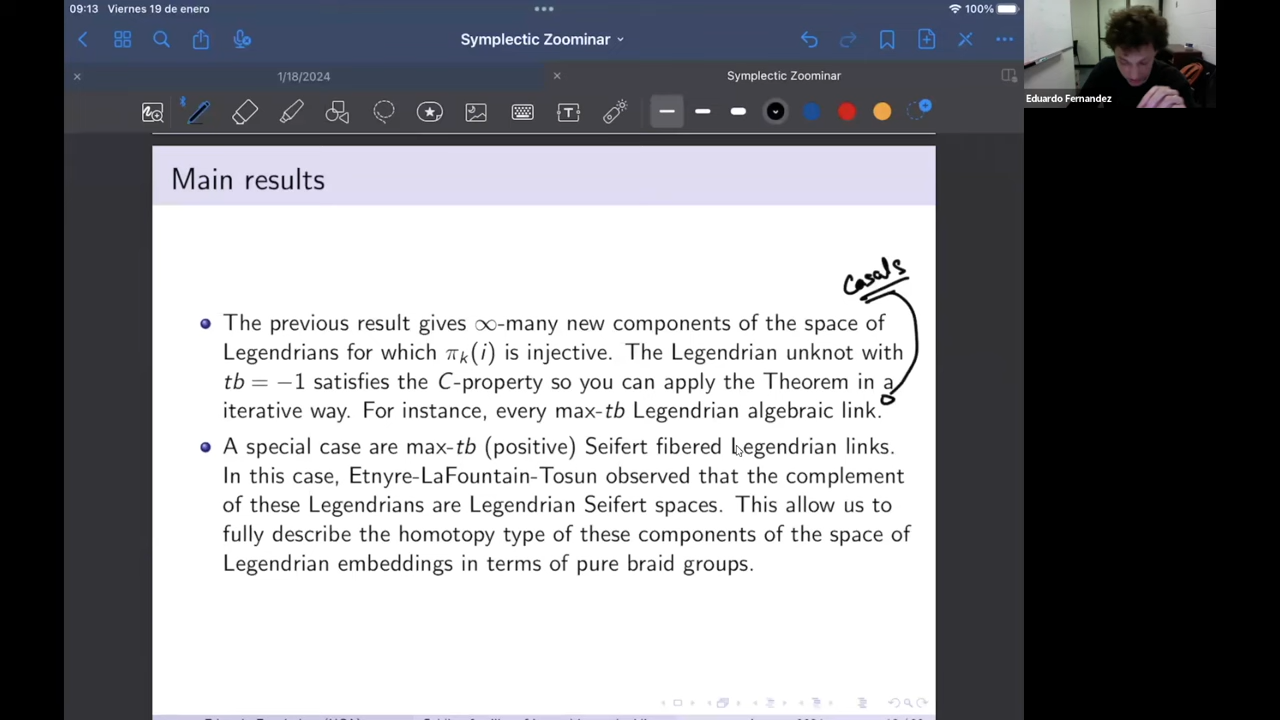 09:13 Viernes 19 de enero
100%
Symplectic Zoominar
1/18/2024
Symplectic Zoominar
Eduardo Fernandez
Main results
Casals
The previous result gives ∞-many new components of the space of
Legendrians for which π_k(i) is injective. The Legendrian unknot with
tb = −1 satisfies the C-property so you can apply the Theorem in a
iterative way. For instance, every max-tb Legendrian algebraic link.
A special case are max-tb (positive) Seifert fibered Legendrian links.
In this case, Etnyre-LaFountain-Tosun observed that the complement
of these Legendrians are Legendrian Seifert spaces. This allow us to
fully describe the homotopy type of these components of the space of
Legendrian embeddings in terms of pure braid groups.